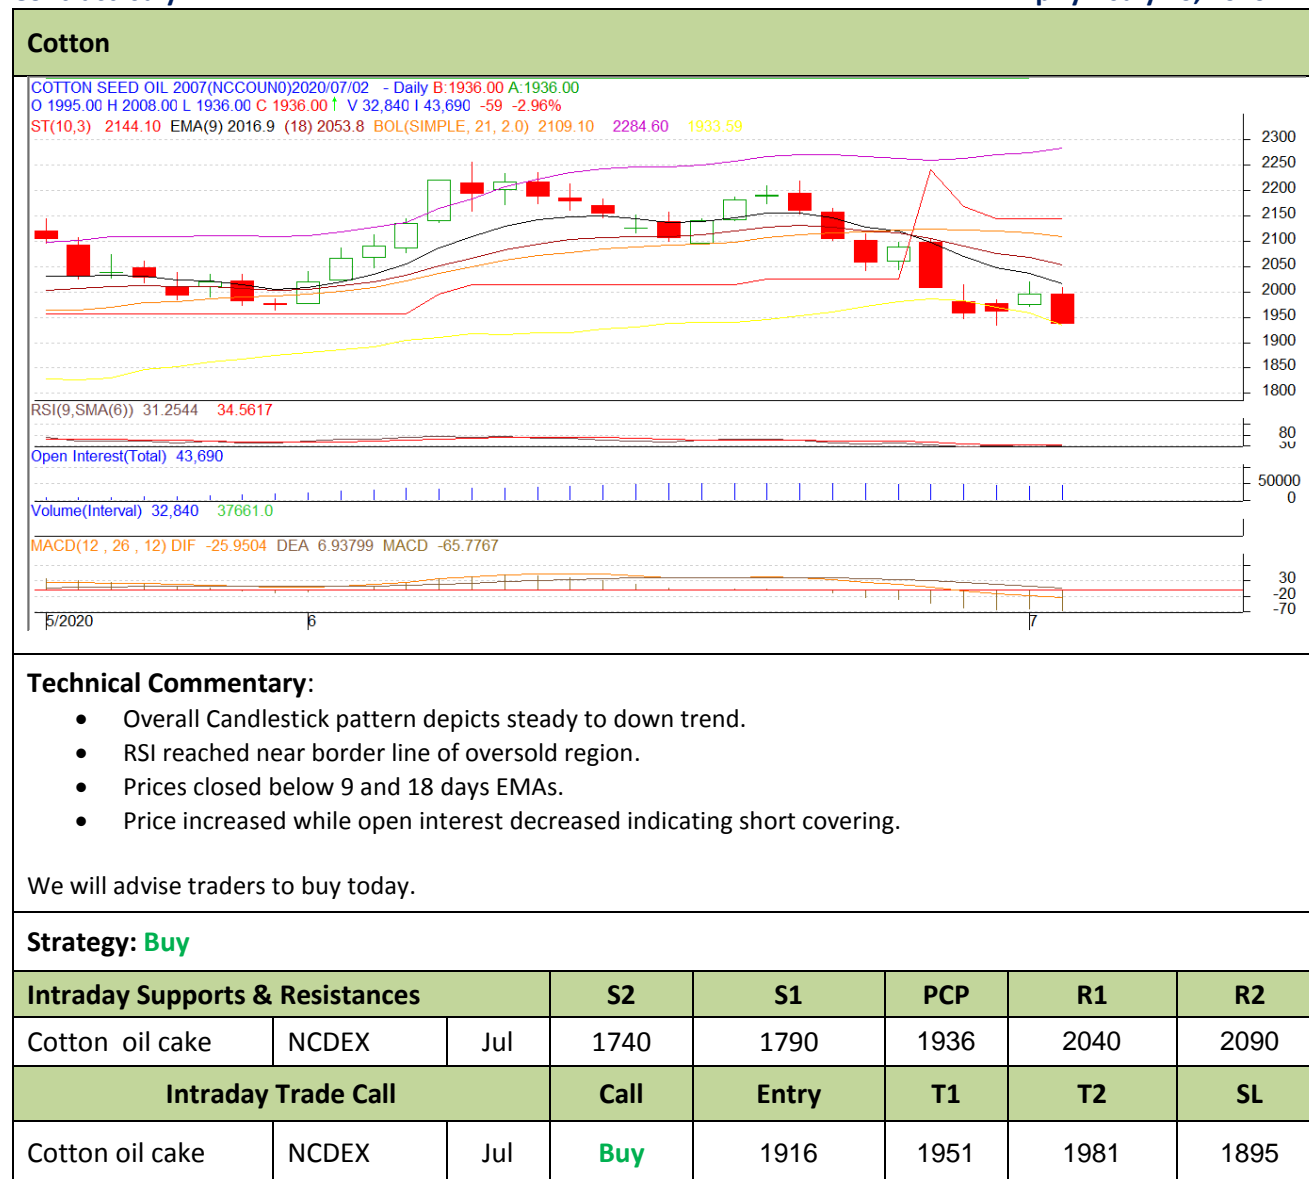 Cotton
COTTON SEED OIL 2007(NCCOUN0)2020/07/02 - Daily B:1936.00 A:1936.00
O 1995.00 H 2008.00 L 1936.00 C 1936.00↑ V 32,840 I 43,690 -59 -2.96%
ST(10,3) 2144.10 EMA(9) 2016.9 (18) 2053.8 BOL(SIMPLE, 21, 2.0) 2109.10 2284.60 1933.59
2300
2250
2200
2150
2100
2050
2000
1950
1900
1850
1800
RSI(9,SMA(6)) 31.2544 34.5617
80
30
Open Interest(Total) 43,690
50000
0
Volume(Interval) 32,840 37661.0
MACD(12 , 26 , 12) DIF -25.9504 DEA 6.93799 MACD -65.7767
30
-20
-70
5/2020 6 7
Technical Commentary:
• Overall Candlestick pattern depicts steady to down trend.
• RSI reached near border line of oversold region.
• Prices closed below 9 and 18 days EMAs.
• Price increased while open interest decreased indicating short covering.
We will advise traders to buy today.
Strategy: Buy
Intraday Supports & Resistances S2 S1 PCP R1 R2
Cotton oil cake NCDEX Jul 1740 1790 1936 2040 2090
Intraday Trade Call Call Entry T1 T2 SL
Cotton oil cake NCDEX Jul Buy 1916 1951 1981 1895